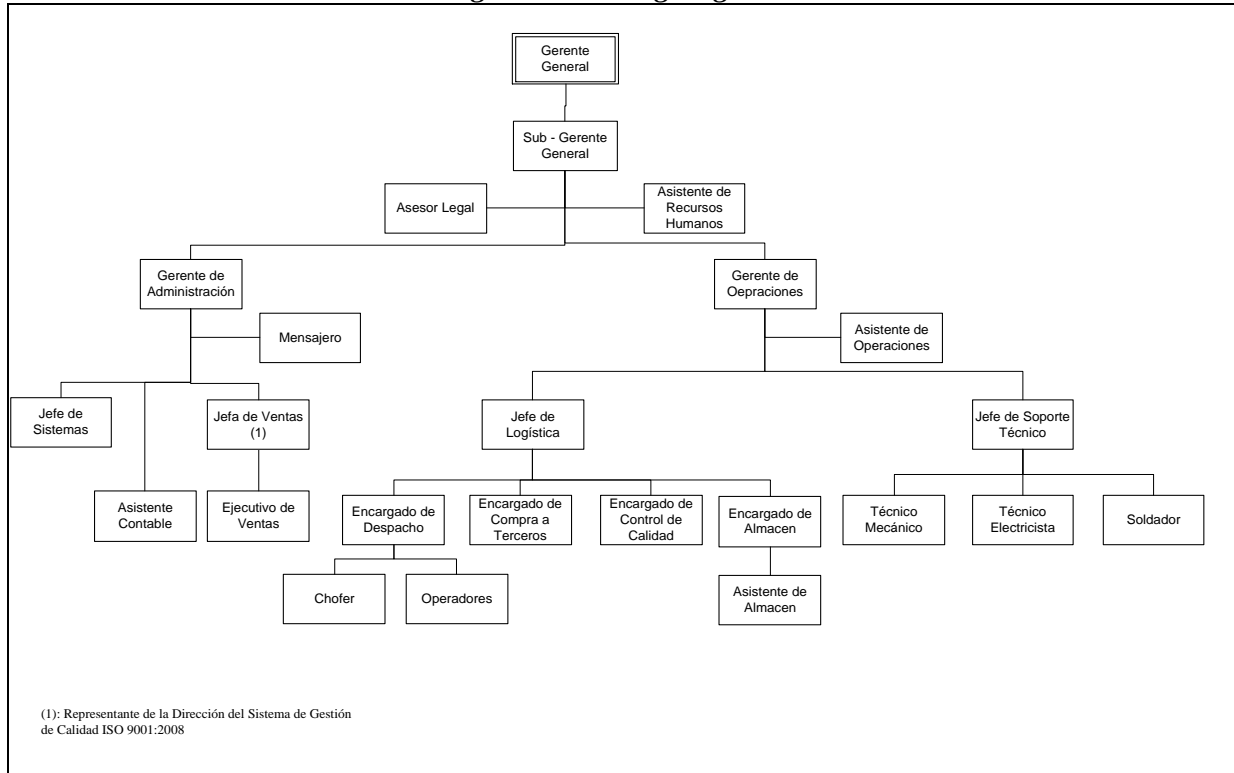 Gerente
General
Sub - Gerente
General
Asesor Legal
Asistente de
Recursos
Humanos
Gerente de
Administración
Gerente de
Oepraciones
Mensajero
Asistente de
Operaciones
Jefe de
Sistemas
Jefa de Ventas
(1)
Jefe de
Logística
Jefe de Soporte
Técnico
Asistente
Contable
Ejecutivo de
Ventas
Encargado de
Despacho
Encargado de
Compra a
Terceros
Encargado de
Control de
Calidad
Encargado de
Almacen
Técnico
Mecánico
Técnico
Electricista
Soldador
Chofer
Operadores
Asistente de
Almacen
(1): Representante de la Dirección del Sistema de Gestión
de Calidad ISO 9001:2008